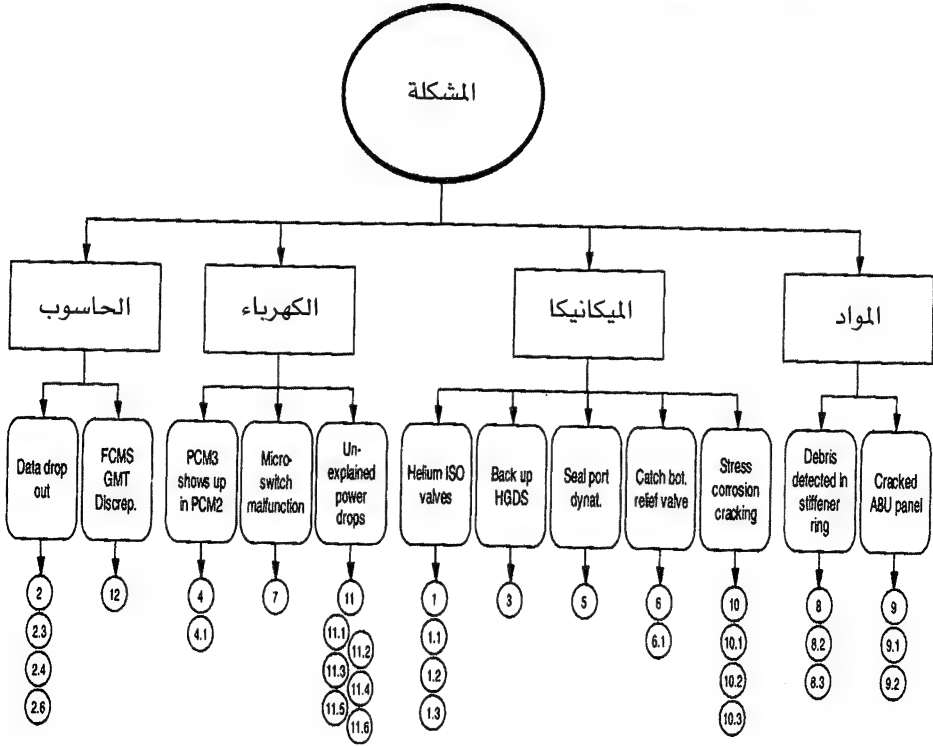 المشكلة
الحاسوب
الكهرباء
الميكانيكا
المواد
Data drop
out
FCMS
GMT
Discrep.
PCM3
shows up
in PCM2
Micro-
switch
malfunction
Un-
explained
power
drops
Helium ISO
valves
Back up
HGDS
Seal port
dynat.
Catch bot.
relief valve
Stress
corrosion
cracking
Debris
detected in
stiffener
ring
Cracked
A8U panel
2
2.3
2.4
2.6
12
4
4.1
7
11
11.1
11.2
11.3
11.4
11.5
11.6
1
1.1
1.2
1.3
3
5
6
6.1
10
10.1
10.2
10.3
8
8.2
8.3
9
9.1
9.2